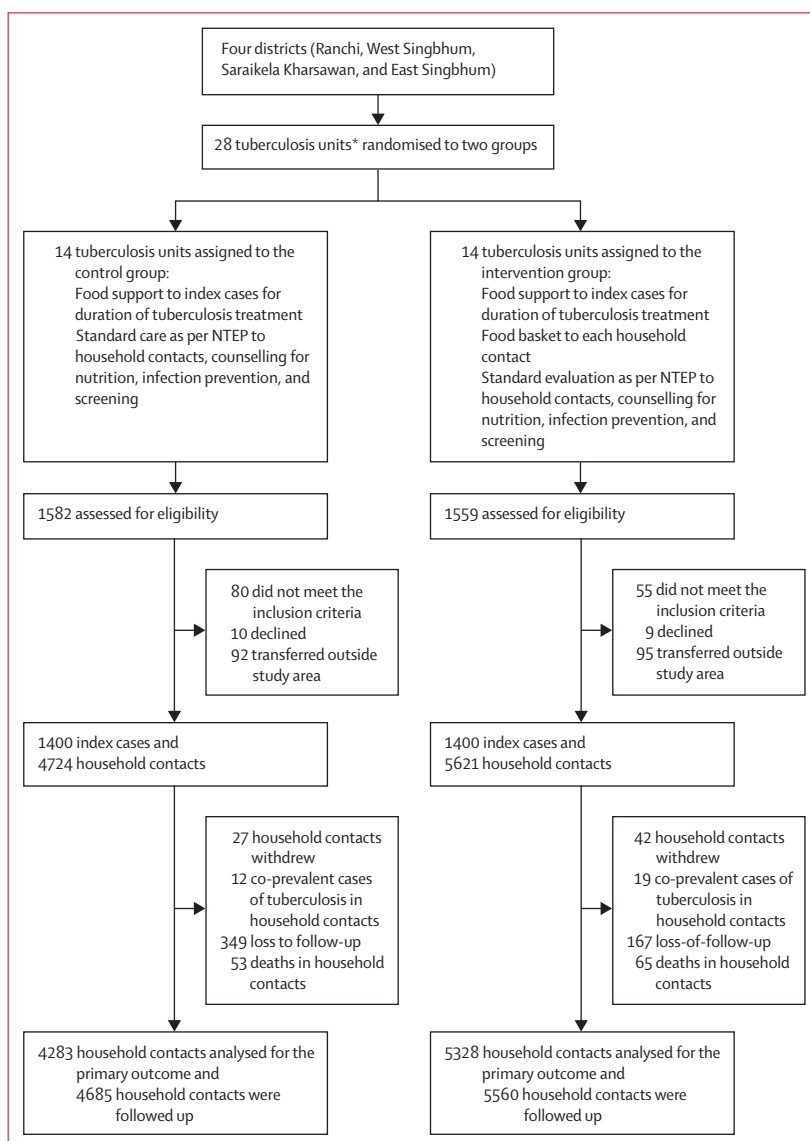 Four districts (Ranchi, West Singbhum,
Saraikela Kharsawan, and East Singbhum)
28 tuberculosis units* randomised to two groups
14 tuberculosis units assigned to the
control group:
Food support to index cases for
duration of tuberculosis treatment
Standard care as per NTEP to
household contacts, counselling for
nutrition, infection prevention, and
screening
14 tuberculosis units assigned to the
intervention group:
Food support to index cases for
duration of tuberculosis treatment
Food basket to each household
contact
Standard evaluation as per NTEP to
household contacts, counselling for
nutrition, infection prevention, and
screening
1582 assessed for eligibility
1559 assessed for eligibility
80 did not meet the
inclusion criteria
10 declined
92 transferred outside
study area
55 did not meet the
inclusion criteria
9 declined
95 transferred outside
study area
1400 index cases and
4724 household contacts
1400 index cases and
5621 household contacts
27 household contacts
withdrew
12 co-prevalent cases
of tuberculosis in
household contacts
349 loss to follow-up
53 deaths in household
contacts
42 household contacts
withdrew
19 co-prevalent cases of
tuberculosis in
household contacts
167 loss-of-follow-up
65 deaths in household
contacts
4283 household contacts analysed for the
primary outcome and
4685 household contacts were
followed up
5328 household contacts analysed for the
primary outcome and
5560 household contacts were
followed up